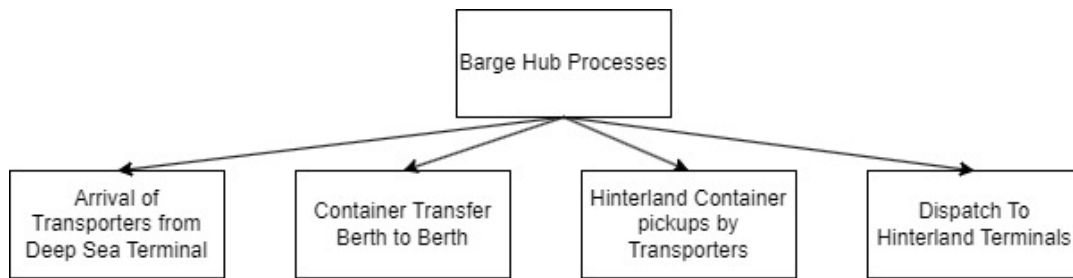 Barge Hub Processes
Arrival of
Transporters from
Deep Sea Terminal
Container Transfer
Berth to Berth
Hinterland Container
pickups by
Transporters
Dispatch To
Hinterland Terminals